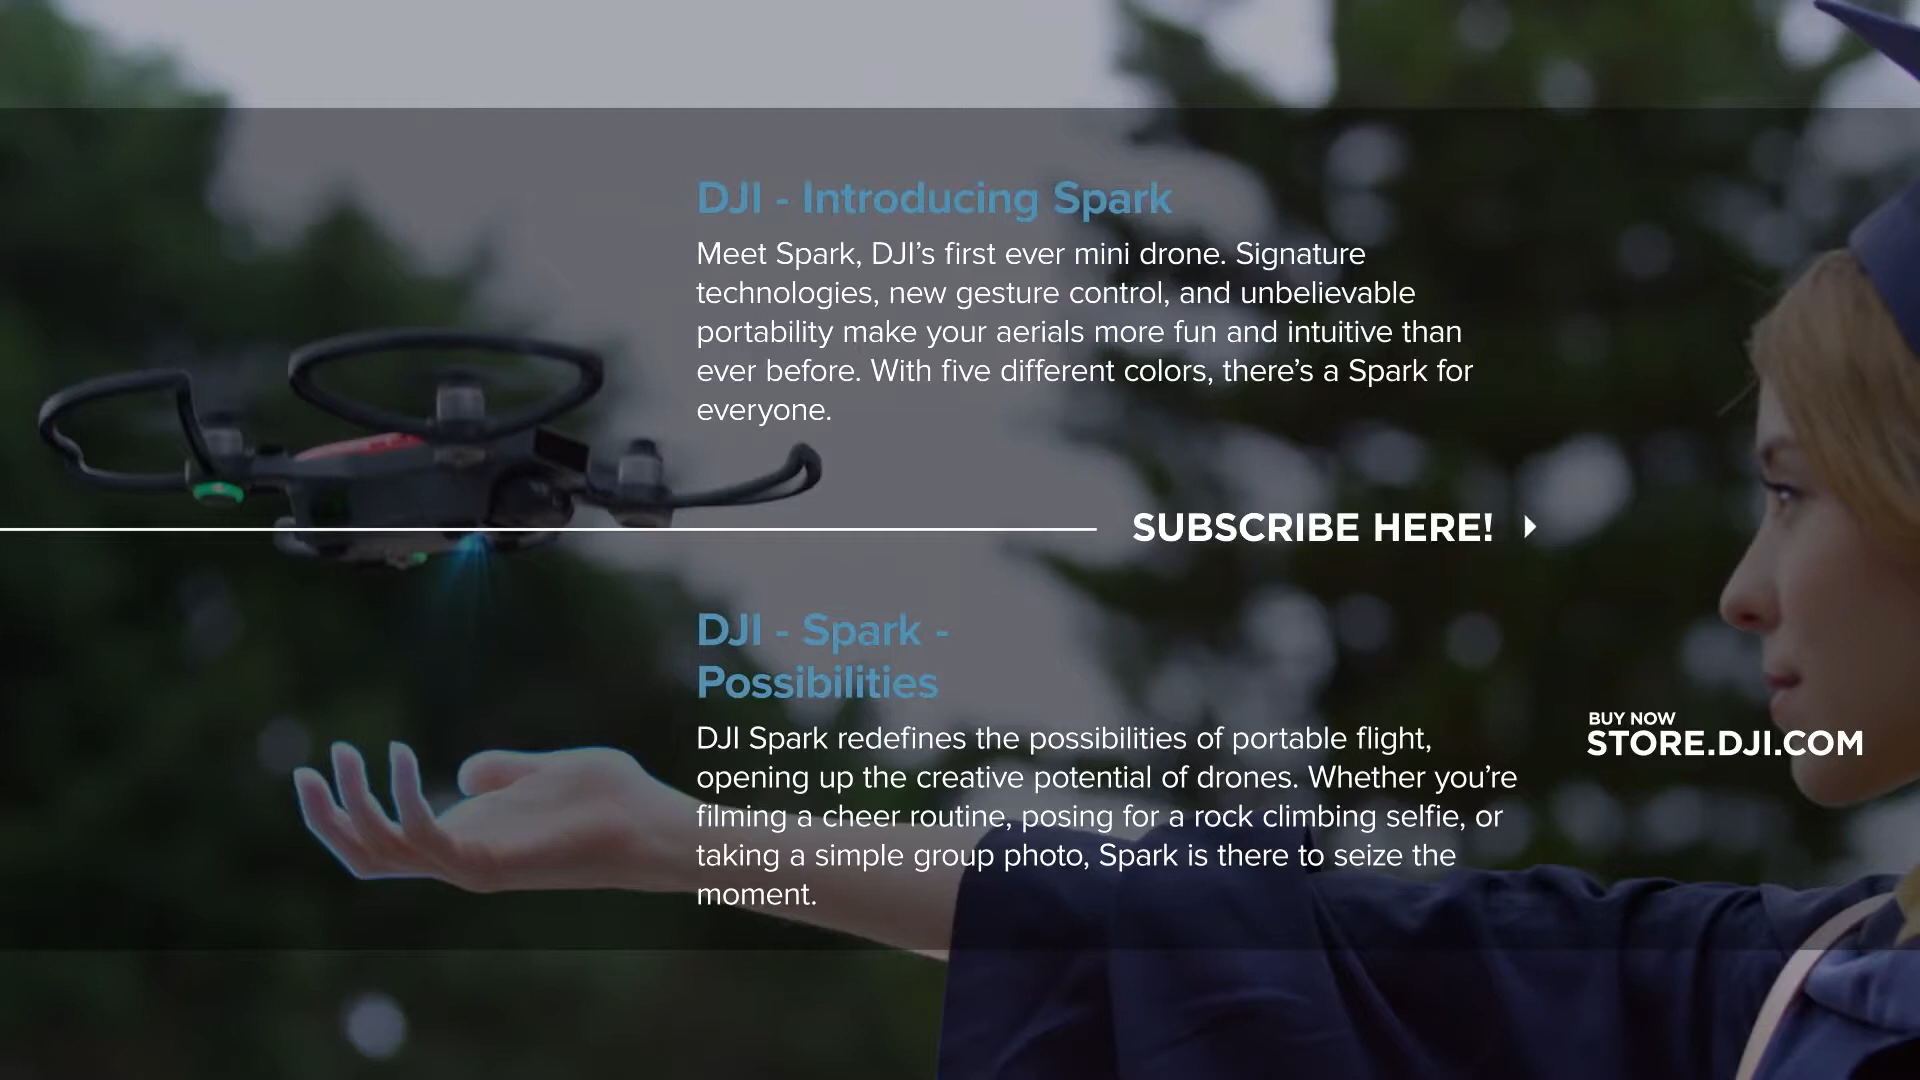 DJI - Introducing Spark
Meet Spark, DJI’s first ever mini drone. Signature
technologies, new gesture control, and unbelievable
portability make your aerials more fun and intuitive than
ever before. With five different colors, there’s a Spark for
everyone.
SUBSCRIBE HERE!
DJI - Spark -
Possibilities
DJI Spark redefines the possibilities of portable flight,
opening up the creative potential of drones. Whether you’re
filming a cheer routine, posing for a rock climbing selfie, or
taking a simple group photo, Spark is there to seize the
moment.
BUY NOW
STORE.DJI.COM